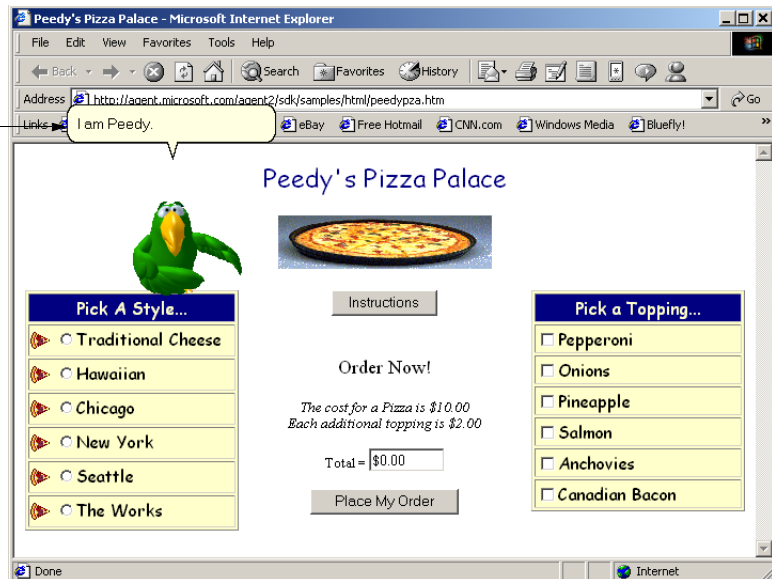 Peedy's Pizza Palace - Microsoft Internet Explorer
File Edit View Favorites Tools Help
Back Search Favorites History
Address http://agent.microsoft.com/agent2/sdk/samples/html/peedypza.htm Go
Links eBay Free Hotmail CNN.com Windows Media Bluefly! »
I am Peedy.
Peedy's Pizza Palace
Instructions
Pick A Style...
Traditional Cheese
Hawaiian
Chicago
New York
Seattle
The Works
Order Now!
The cost for a Pizza is $10.00
Each additional topping is $2.00
Total = $0.00
Place My Order
Pick a Topping...
Pepperoni
Onions
Pineapple
Salmon
Anchovies
Canadian Bacon
Done Internet